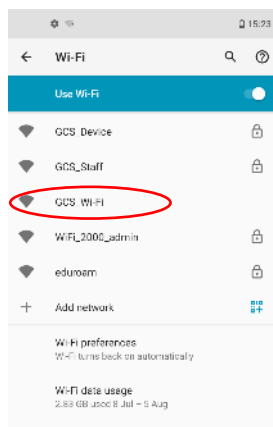 15:23
Wi-Fi
Use Wi-Fi
GCS_Device
GCS_Staff
GCS_Wi-Fi
WiFi_2000_admin
eduroam
Add network
Wi-Fi preferences
Wi-Fi turns back on automatically
Wi-Fi data usage
2.83 GB used 8 Jul – 5 Aug